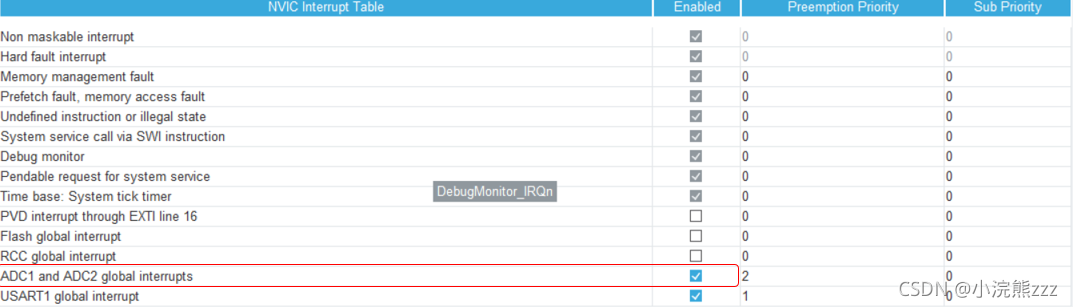 NVIC Interrupt Table Enabled Preemption Priority Sub Priority
Non maskable interrupt 0 0
Hard fault interrupt 0 0
Memory management fault 0 0
Prefetch fault, memory access fault 0 0
Undefined instruction or illegal state 0 0
System service call via SWI instruction 0 0
Debug monitor 0 0
Pendable request for system service 0 0
DebugMonitor_IRQn
Time base: System tick timer 0 0
PVD interrupt through EXTI line 16 0 0
Flash global interrupt 0 0
RCC global interrupt 0 0
ADC1 and ADC2 global interrupts 2 0
USART1 global interrupt 1 0
CSDN @小浣熊zzz